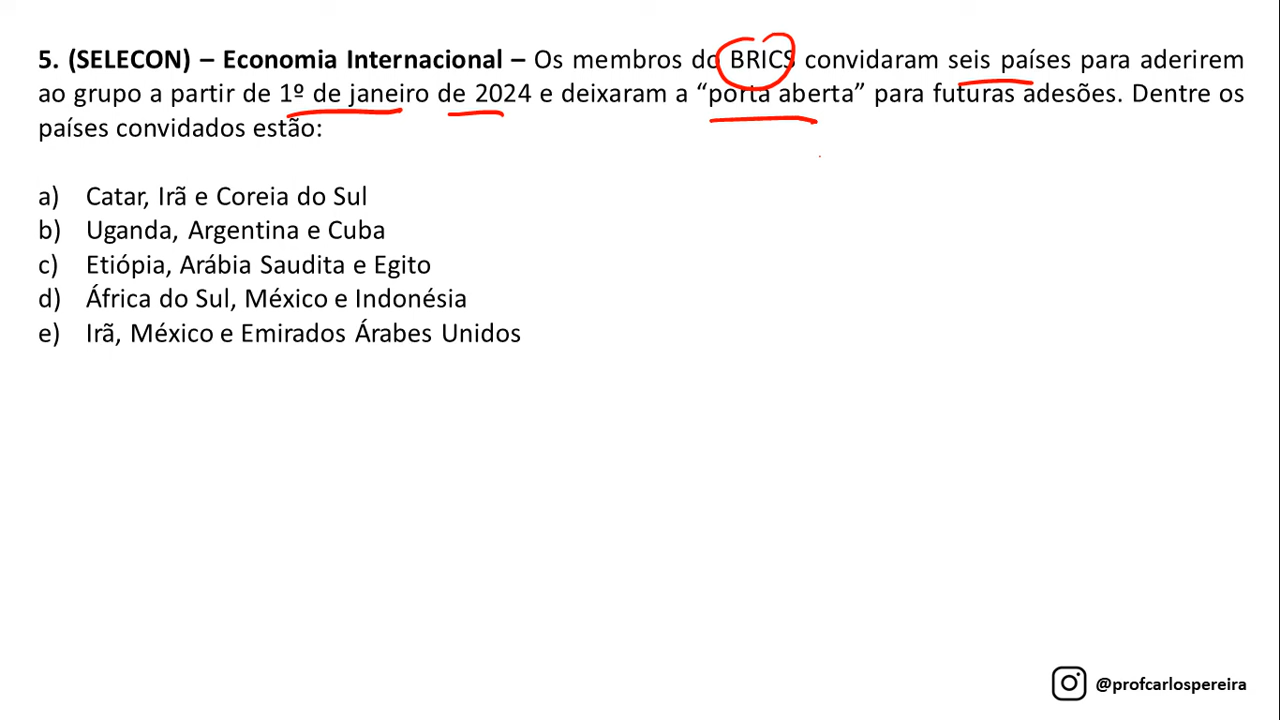 5. (SELECON) – Economia Internacional – Os membros do BRICS convidaram seis países para aderirem
ao grupo a partir de 1º de janeiro de 2024 e deixaram a “porta aberta” para futuras adesões. Dentre os
países convidados estão:
a) Catar, Irã e Coreia do Sul
b) Uganda, Argentina e Cuba
c) Etiópia, Arábia Saudita e Egito
d) África do Sul, México e Indonésia
e) Irã, México e Emirados Árabes Unidos
@profcarlospereira